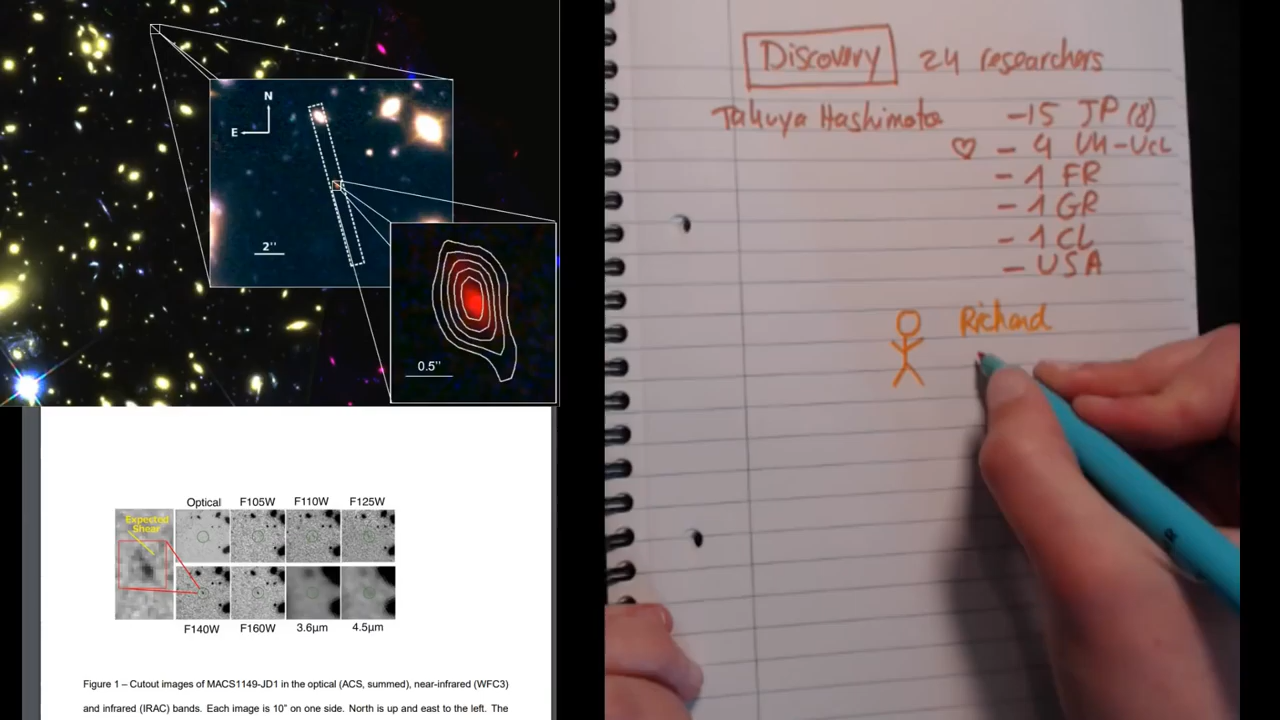 N
E
2"
0.5"
Optical F105W F110W F125W
Expected
Shear
F140W F160W 3.6μm 4.5μm
Figure 1 – Cutout images of MACS1149-JD1 in the optical (ACS, summed), near-infrared (WFC3)
and infrared (IRAC) bands. Each image is 10" on one side. North is up and east to the left. The
Discovery 24 researchers
Takuya Hashimoto – 15 JP (8)
♡ – 4 UK – UCL
– 1 FR
– 1 GR
– 1 CL
– USA
Richard